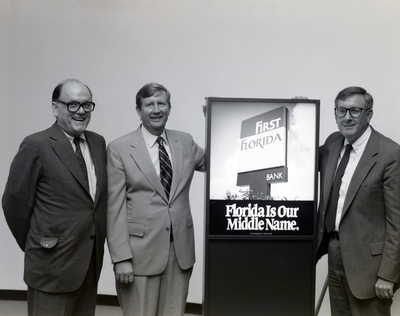 First
FLORIDA
BANK
Florida Is Our
Middle Name.